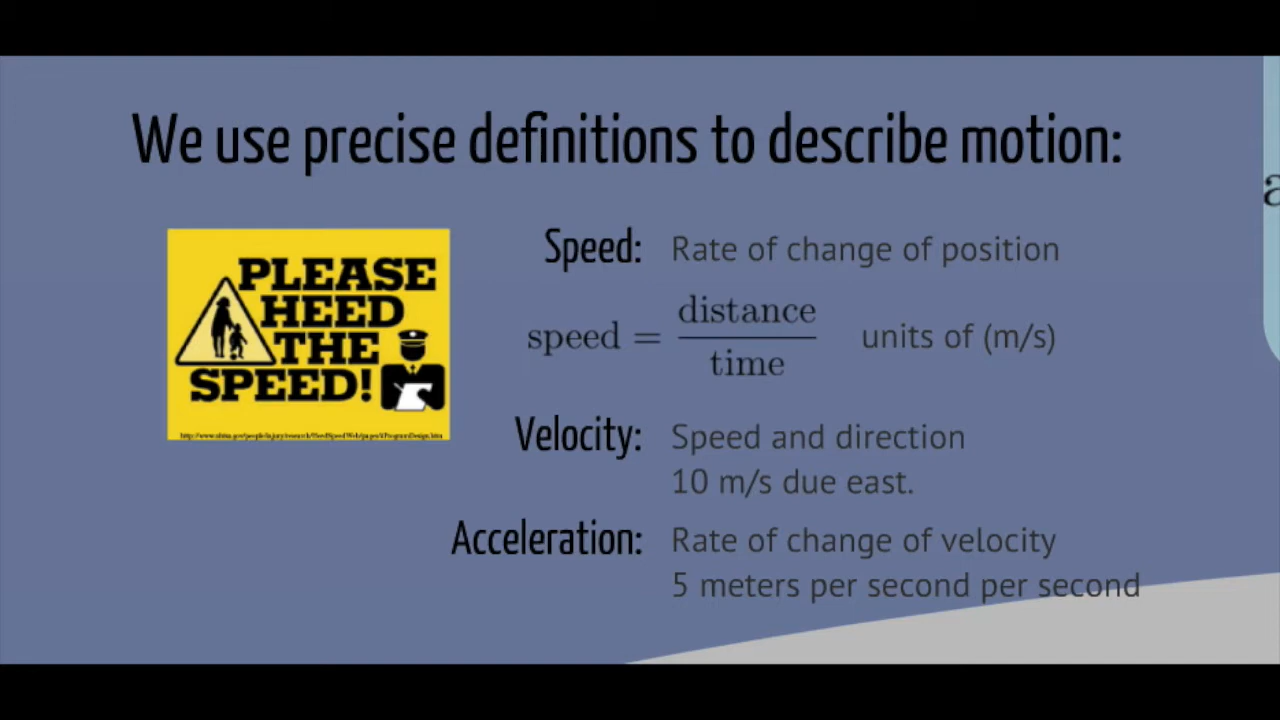 We use precise definitions to describe motion:
PLEASE
HEED
THE
SPEED!
Speed: Rate of change of position
speed = distance / time units of (m/s)
Velocity: Speed and direction
10 m/s due east.
Acceleration: Rate of change of velocity
5 meters per second per second